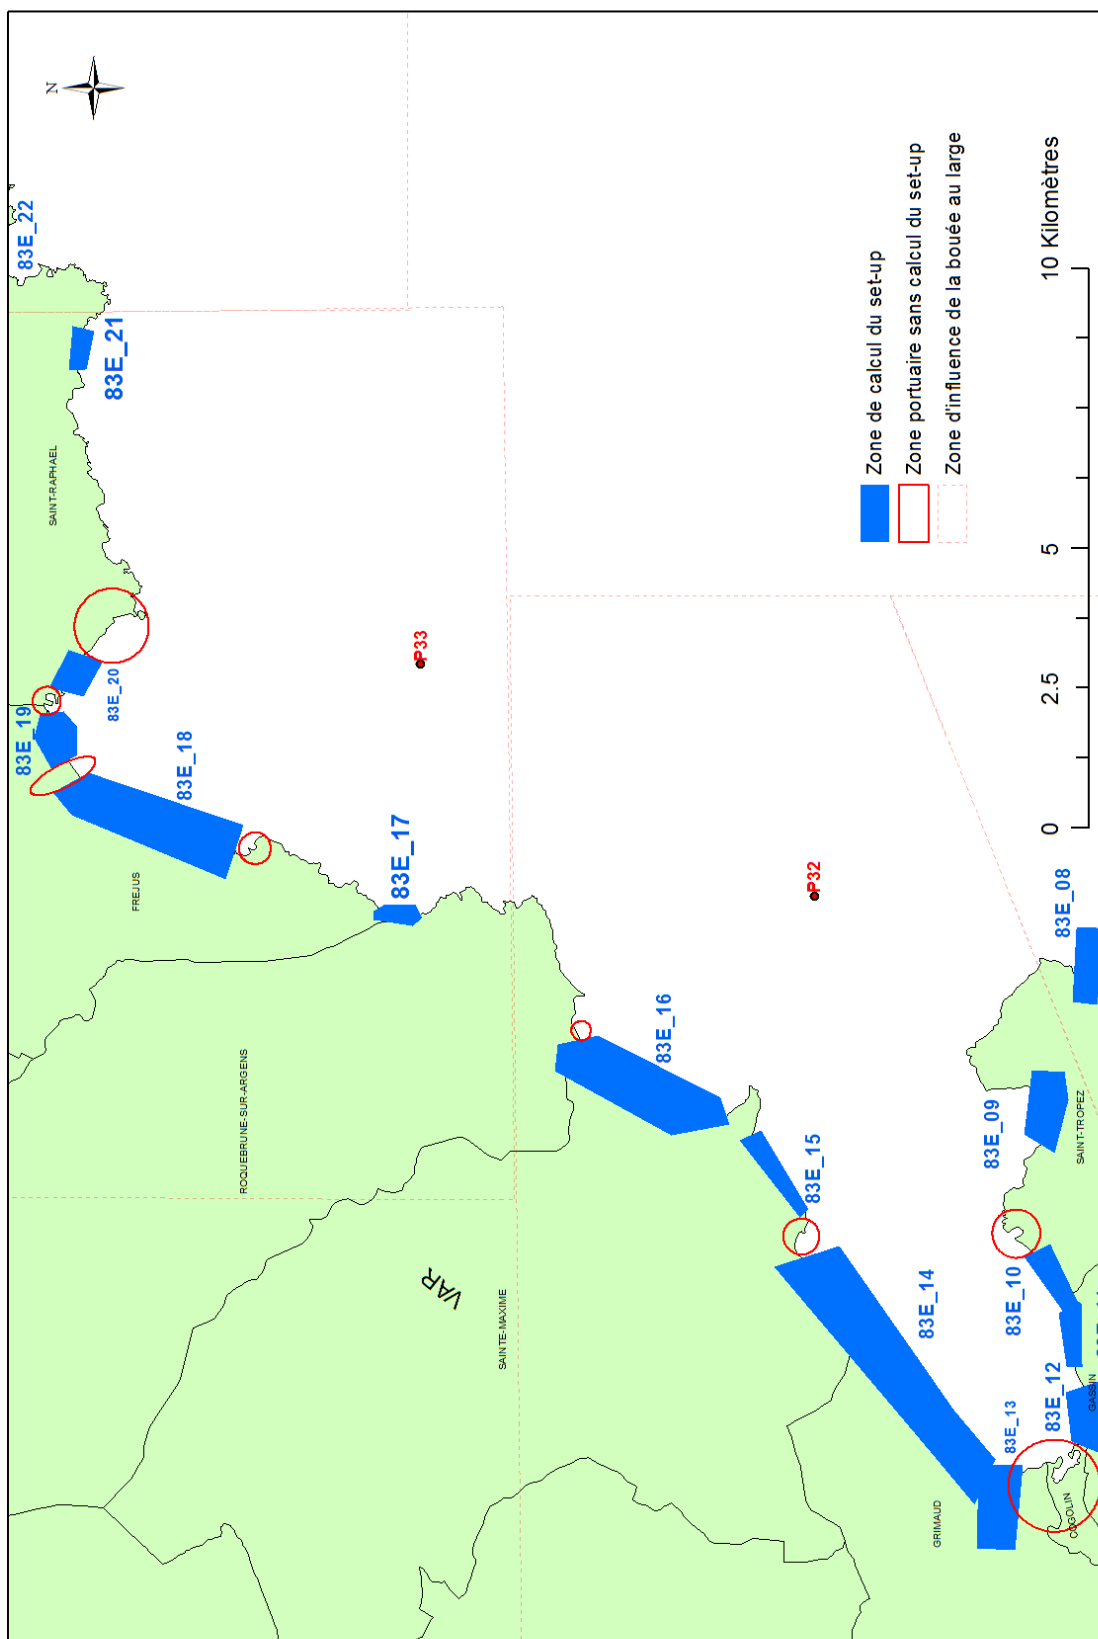 N
83E_22
83E_21
SAINT-RAPHAEL
83E_20
83E_19
83E_18
FREJUS
83E_17
P33
ROQUEBRUNE-SUR-ARGENS
83E_16
P32
83E_15
VAR
SAINTE-MAXIME
83E_14
83E_08
83E_09
SAINT-TROPEZ
83E_10
83E_12
GASSIN
83E_13
COGOLIN
GRIMAUD
Zone de calcul du set-up
Zone portuaire sans calcul du set-up
Zone d'influence de la bouée au large
0 2.5 5 10 Kilomètres